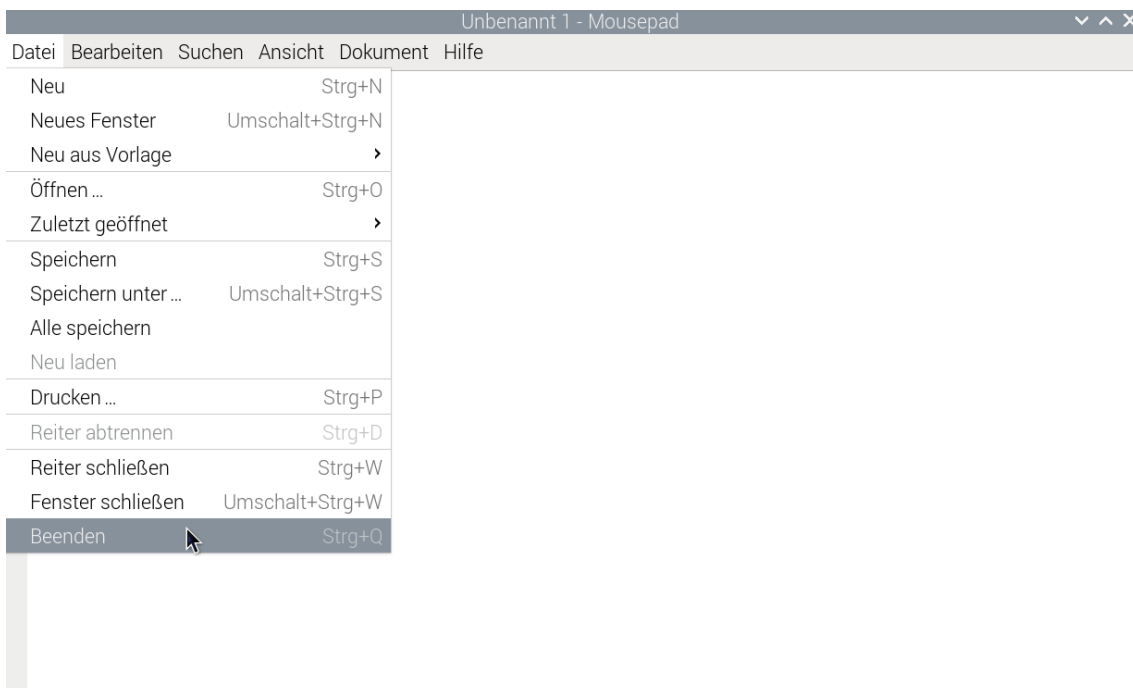 Unbenannt 1 - Mousepad
Datei Bearbeiten Suchen Ansicht Dokument Hilfe
Neu Strg+N
Neues Fenster Umschalt+Strg+N
Neu aus Vorlage
Öffnen ... Strg+O
Zuletzt geöffnet
Speichern Strg+S
Speichern unter ... Umschalt+Strg+S
Alle speichern
Neu laden
Drucken ... Strg+P
Reiter abtrennen Strg+D
Reiter schließen Strg+W
Fenster schließen Umschalt+Strg+W
Beenden Strg+Q